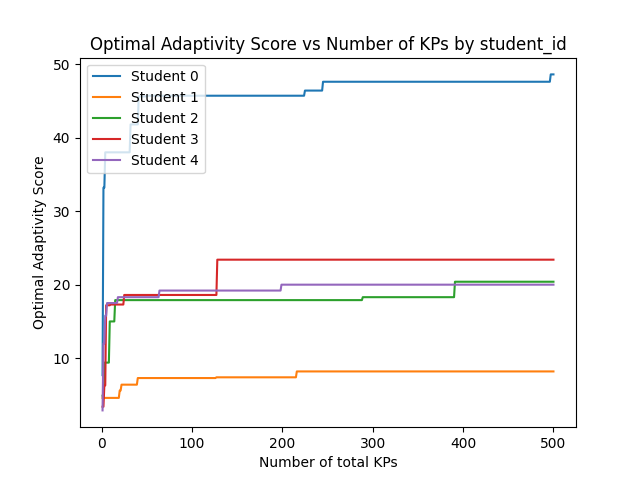 Optimal Adaptivity Score vs Number of KPs by student_id
50
40
30
20
10
Optimal Adaptivity Score
Student 0
Student 1
Student 2
Student 3
Student 4
0
100
200
300
400
500
Number of total KPs